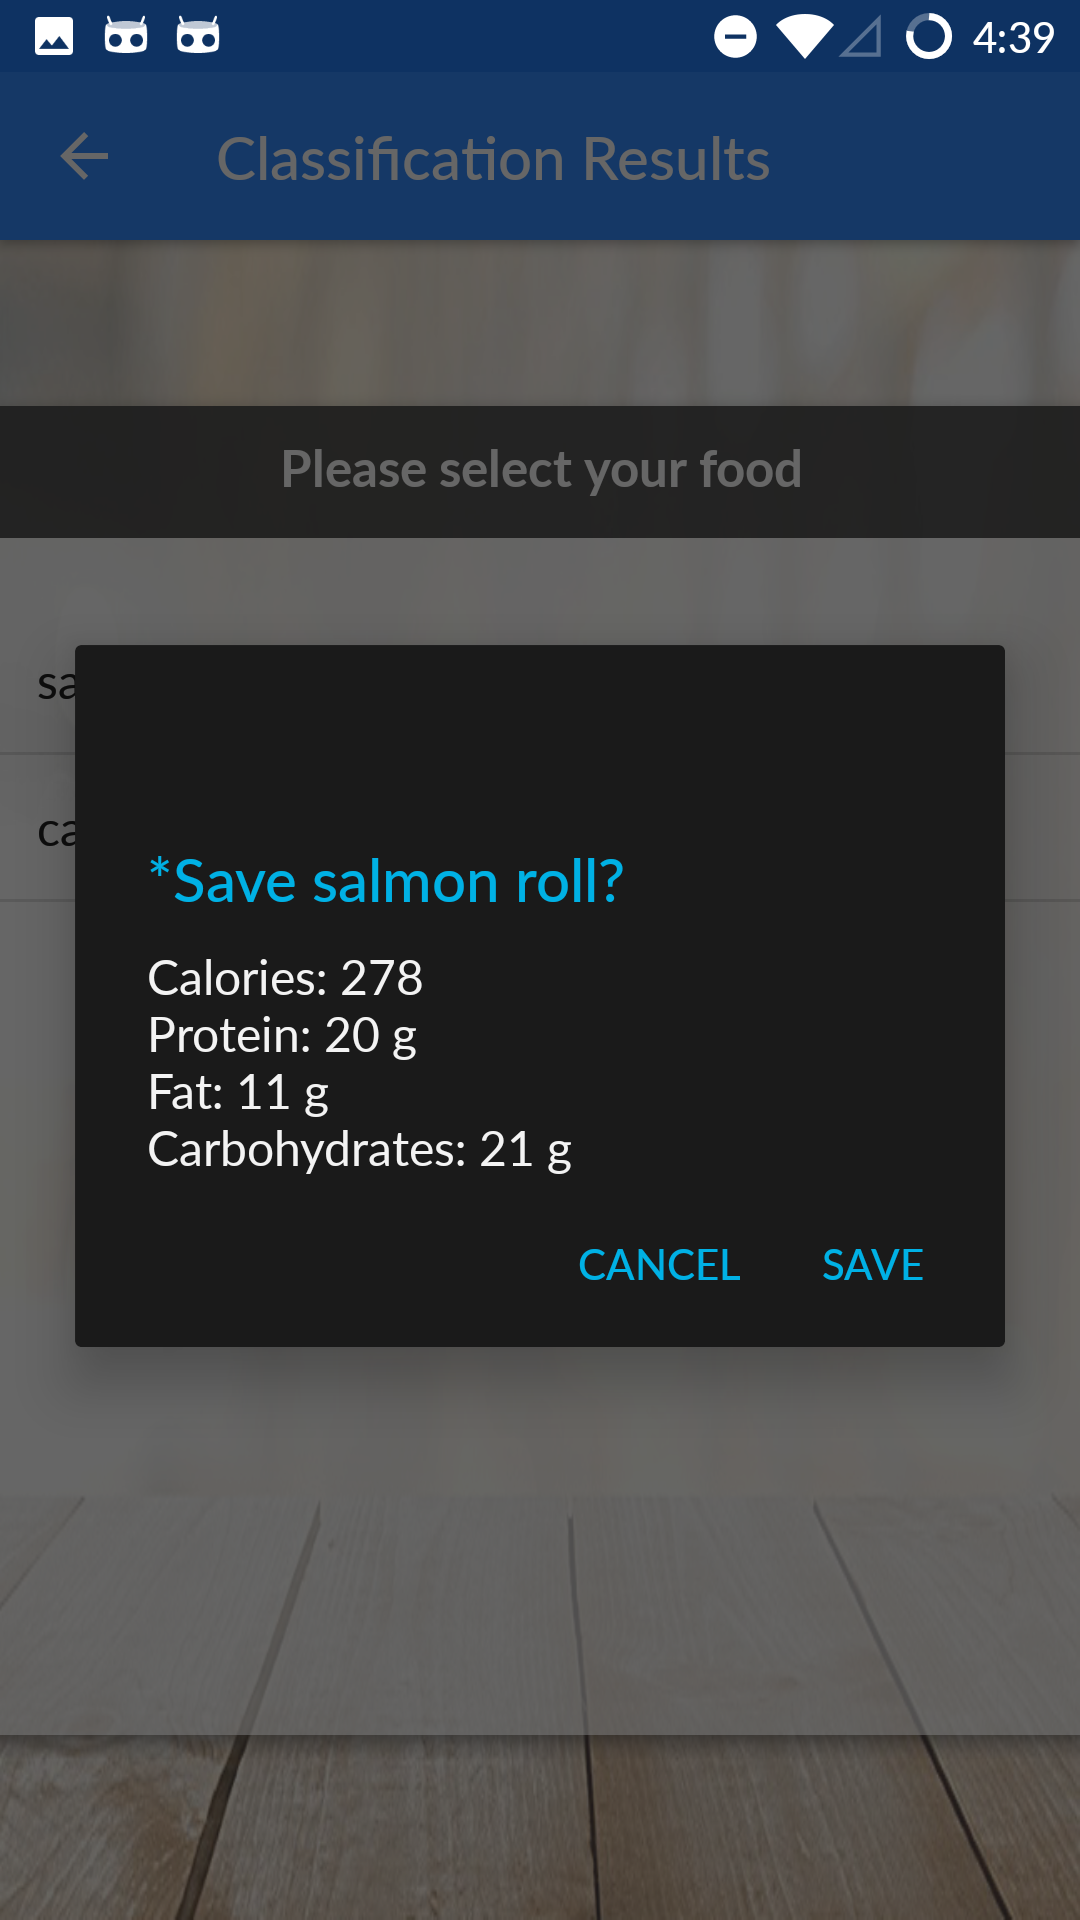 4:39
Classification Results
Please select your food
sa
ca
*Save salmon roll?
Calories: 278
Protein: 20 g
Fat: 11 g
Carbohydrates: 21 g
CANCEL SAVE